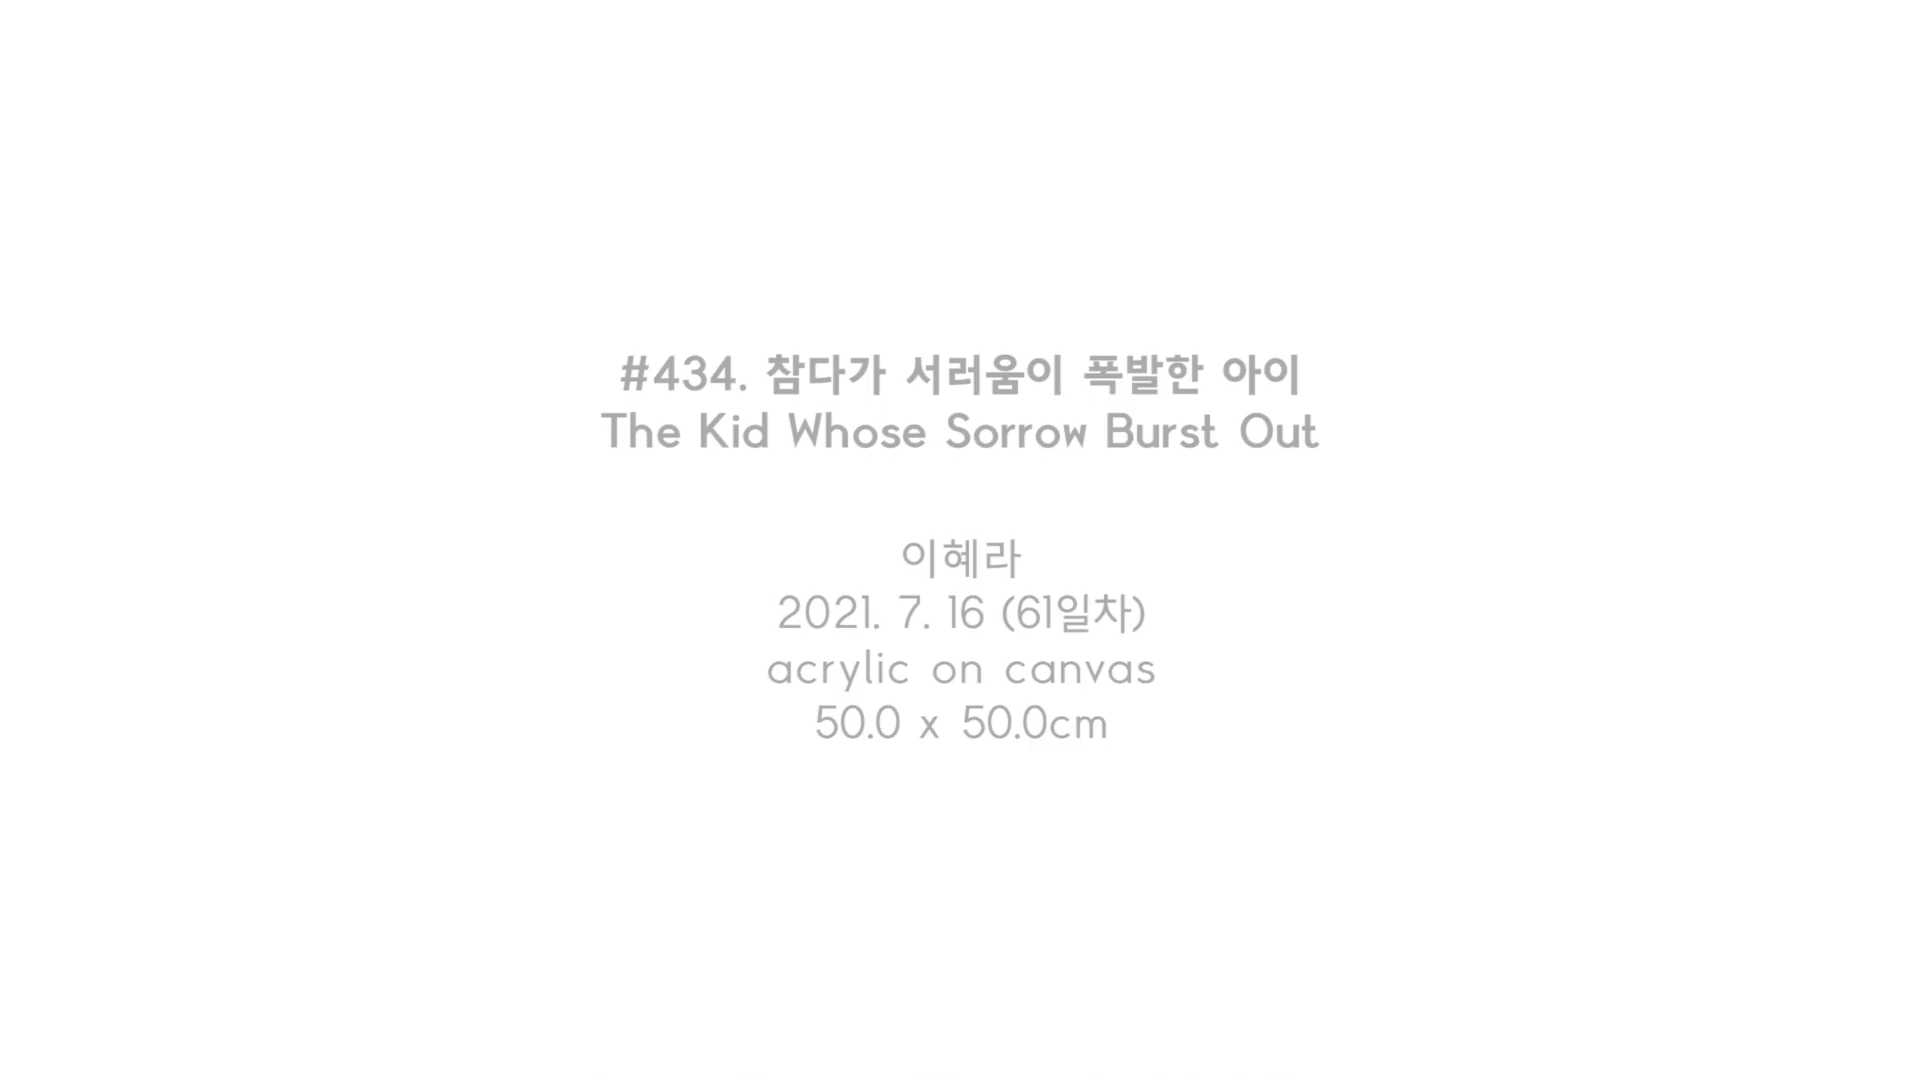 #434. 참다가 서러움이 폭발한 아이
The Kid Whose Sorrow Burst Out
이혜라
2021. 7. 16 (61일차)
acrylic on canvas
50.0 x 50.0cm